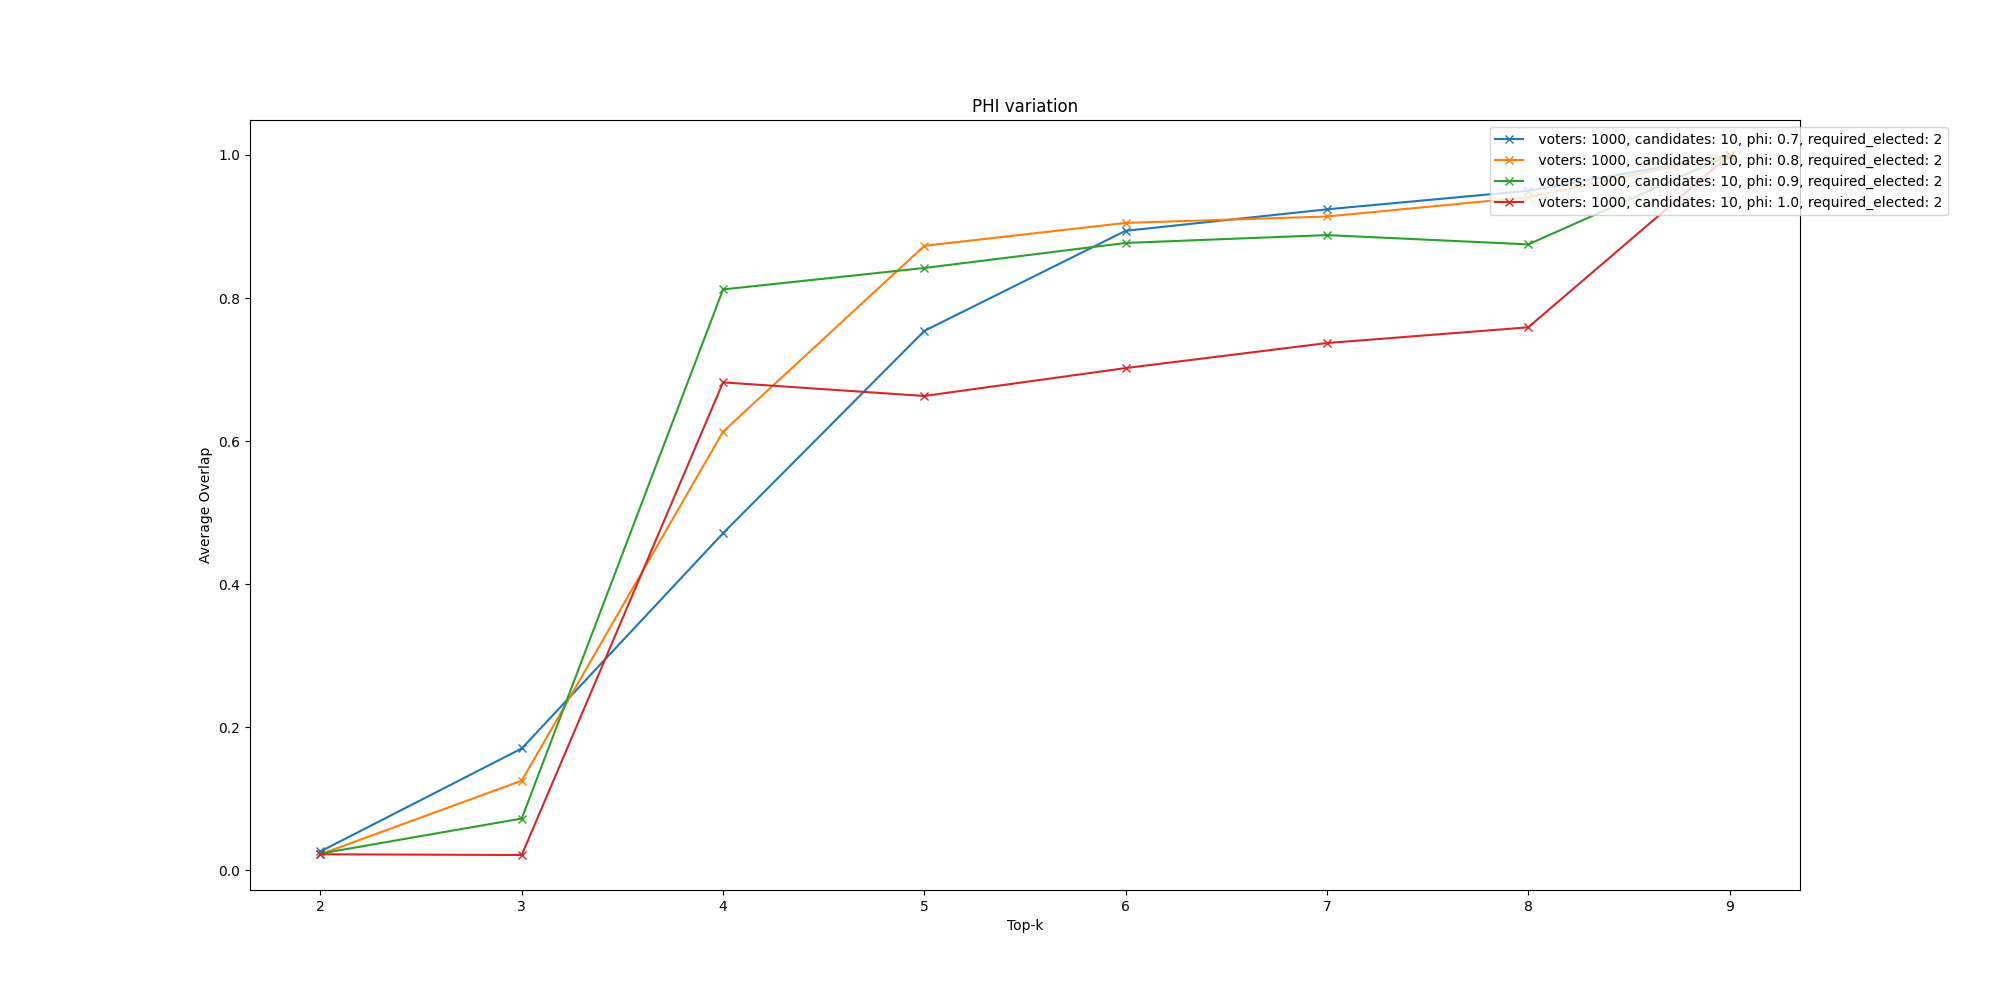 PHI variation
voters: 1000, candidates: 10, phi: 0.7, required_elected: 2
voters: 1000, candidates: 10, phi: 0.8, required_elected: 2
voters: 1000, candidates: 10, phi: 0.9, required_elected: 2
voters: 1000, candidates: 10, phi: 1.0, required_elected: 2
1.0
0.8
0.6
0.4
0.2
0.0
Average Overlap
2 3 4 5 6 7 8 9
Top-k